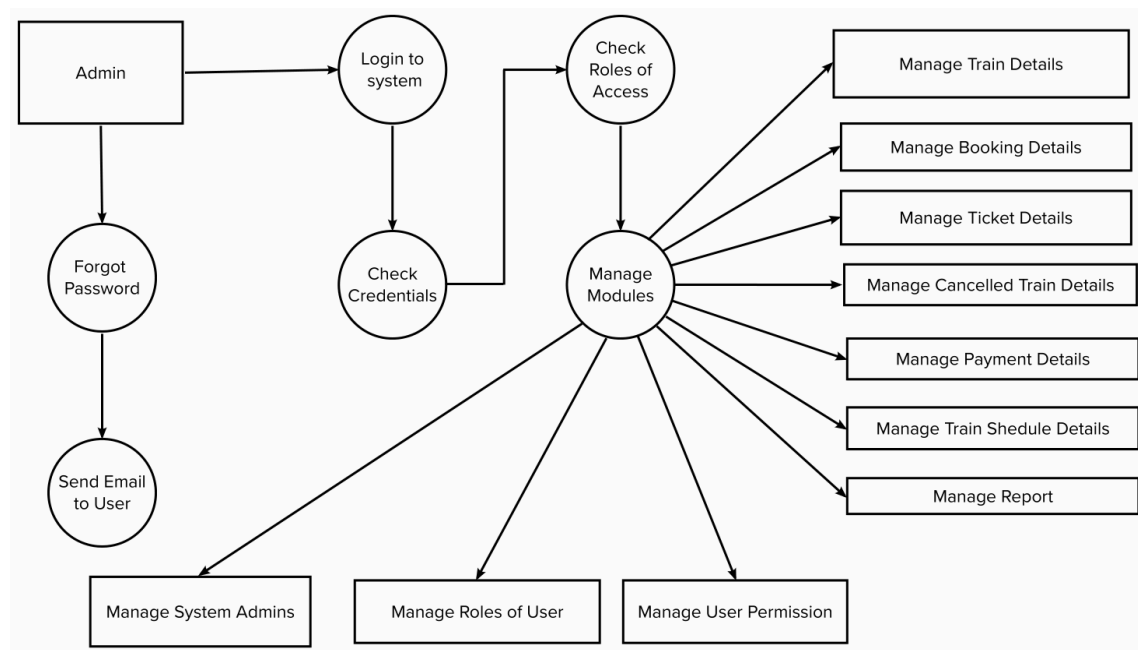 Admin
Login to
system
Check
Roles of
Access
Manage Train Details
Manage Booking Details
Manage Ticket Details
Forgot
Password
Check
Credentials
Manage
Modules
Manage Cancelled Train Details
Manage Payment Details
Manage Train Shedule Details
Send Email
to User
Manage Report
Manage System Admins
Manage Roles of User
Manage User Permission